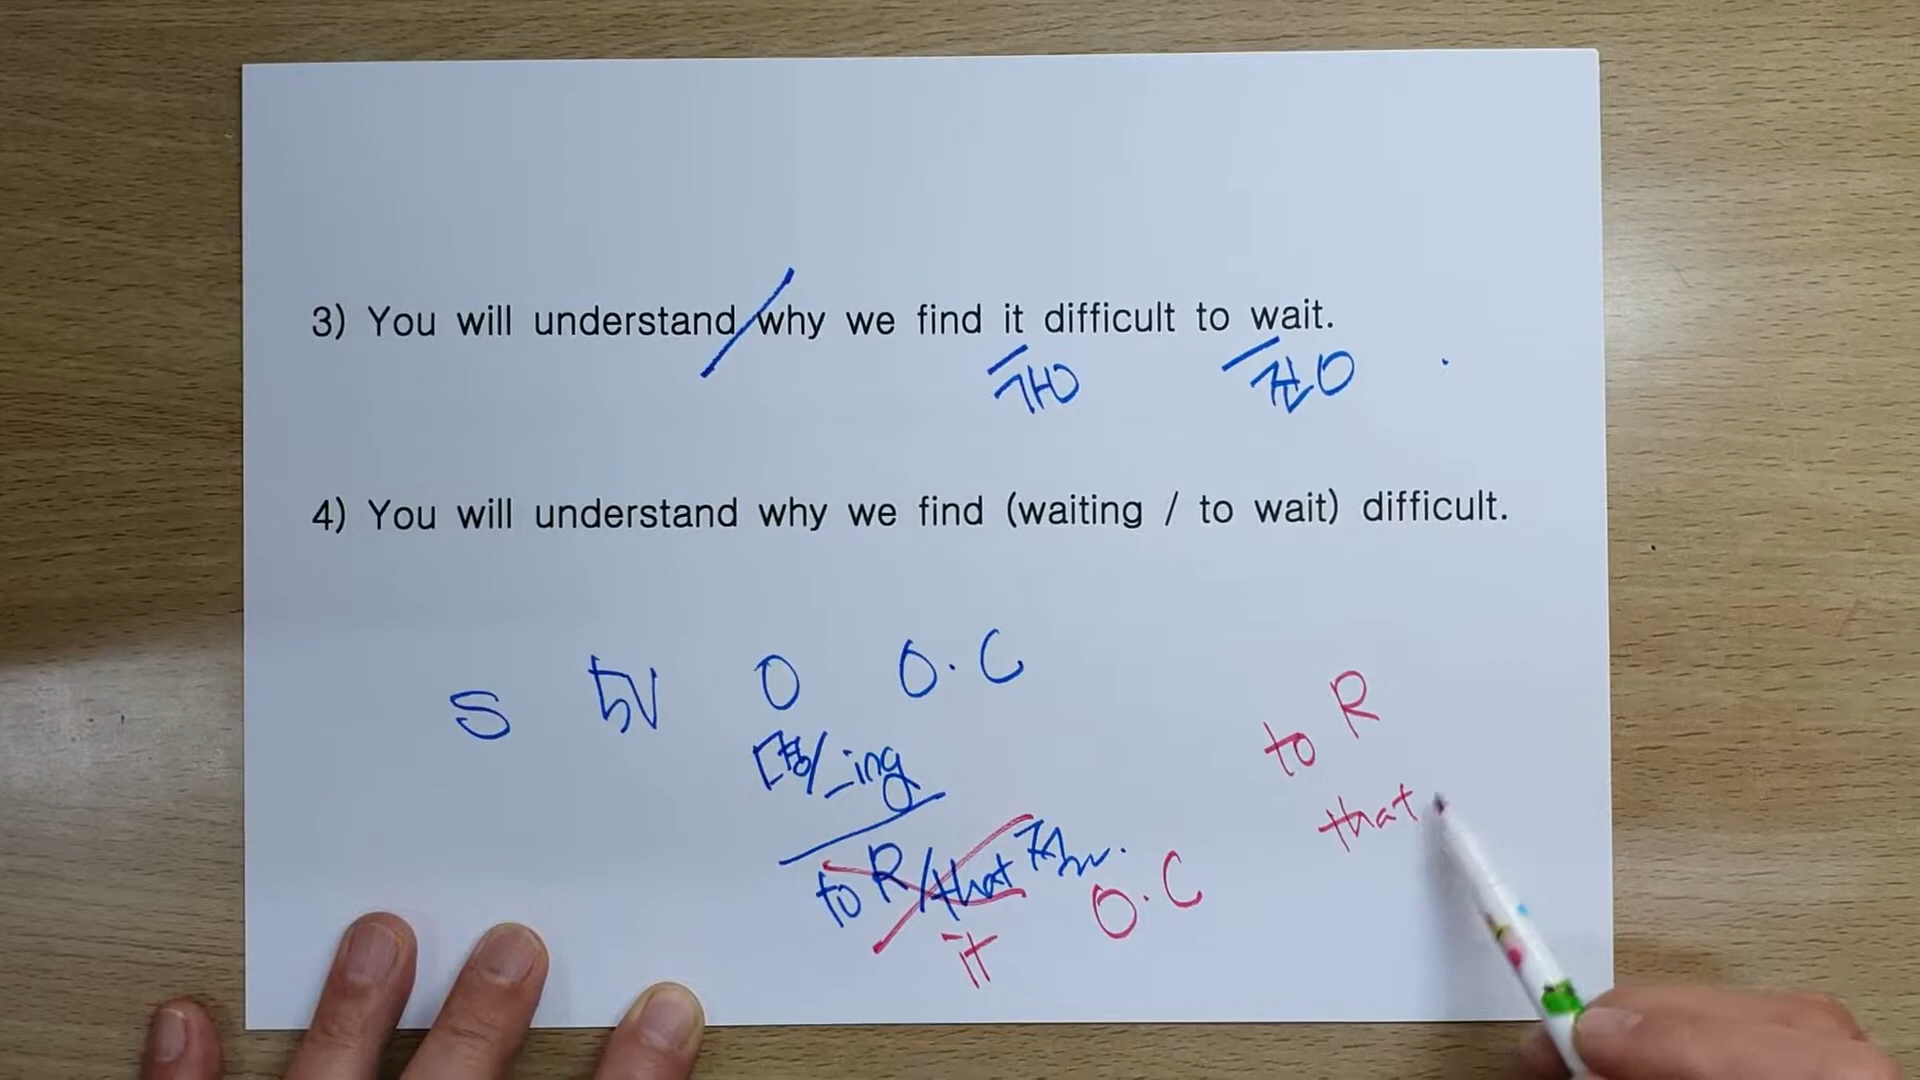 3) You will understand why we find it difficult to wait.
가O 진O
4) You will understand why we find (waiting / to wait) difficult.
S 5V O O.C
명/_ing
to R/that
it O.C
to R
that